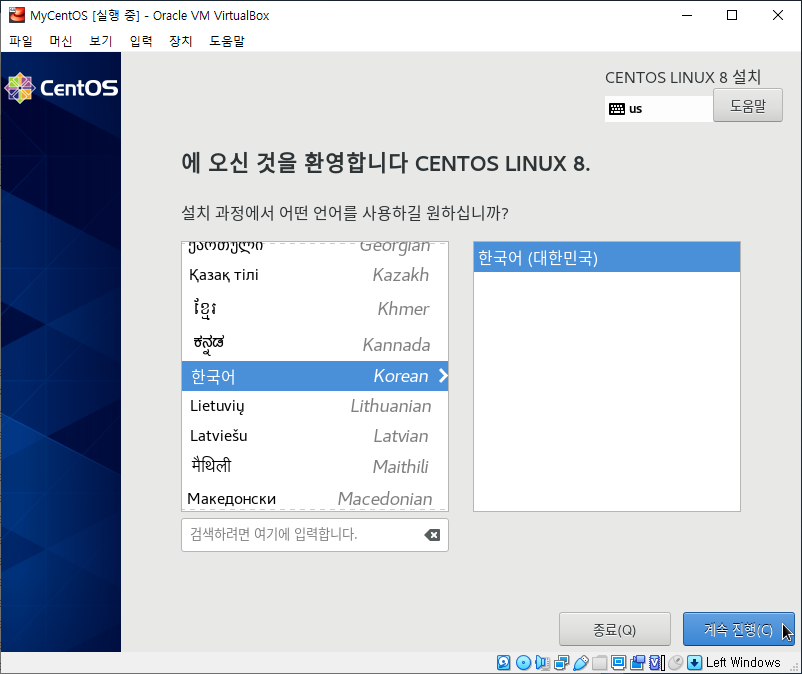 MyCentOS [실행 중] - Oracle VM VirtualBox
파일 머신 보기 입력 장치 도움말
CentOS
CENTOS LINUX 8 설치
us
도움말
에 오신 것을 환영합니다 CENTOS LINUX 8.
설치 과정에서 어떤 언어를 사용하길 원하십니까?
ქართული Georgian
Қазақ тілі Kazakh
ខ្មែរ Khmer
ಕನ್ನಡ Kannada
한국어 Korean
Lietuvių Lithuanian
Latviešu Latvian
मैथिली Maithili
Македонски Macedonian
한국어 (대한민국)
검색하려면 여기에 입력합니다.
종료(Q)
계속 진행(C)
Left Windows